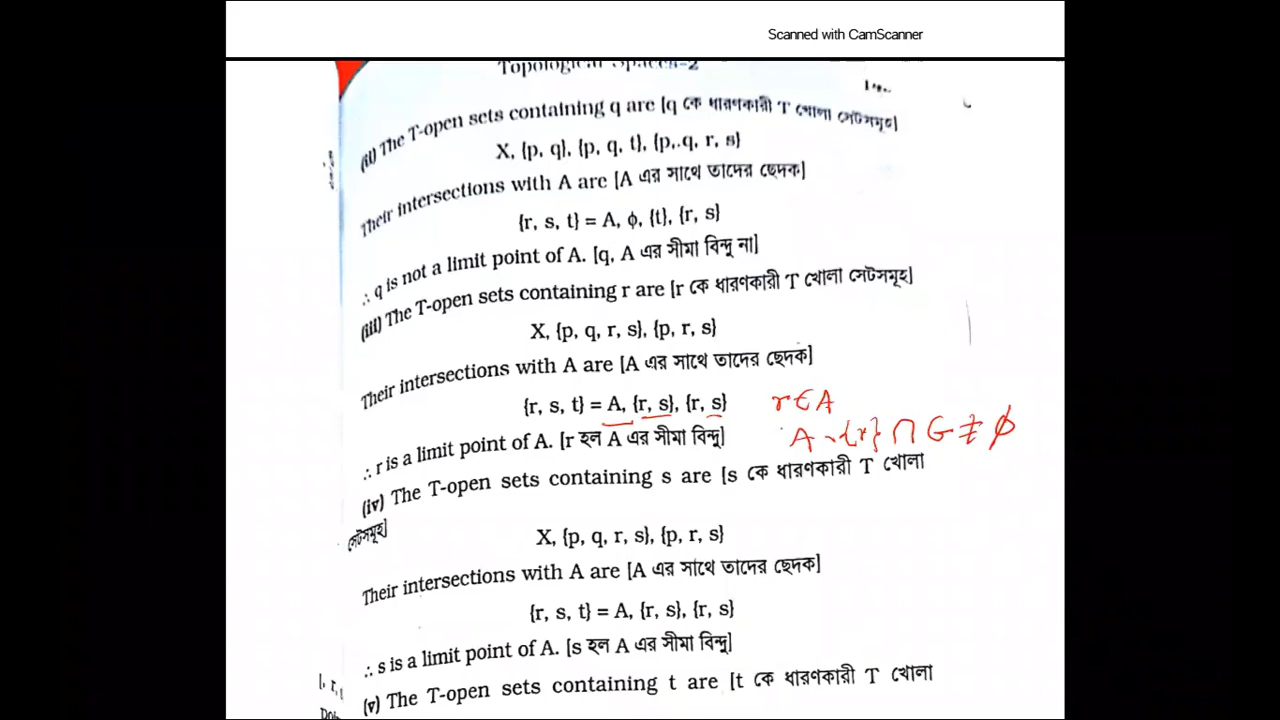 Scanned with CamScanner
Topological Spaces-2
(ii) The T-open sets containing q are [q কে ধারণকারী T খোলা সেটসমূহ]
X, {p, q}, {p, q, t}, {p, q, r, s}
Their intersections with A are [A এর সাথে তাদের ছেদক]
{r, s, t} = A, ϕ, {t}, {r, s}
∴ q is not a limit point of A. [q, A এর সীমা বিন্দু না]
(iii) The T-open sets containing r are [r কে ধারণকারী T খোলা সেটসমূহ]
X, {p, q, r, s}, {p, r, s}
Their intersections with A are [A এর সাথে তাদের ছেদক]
{r, s, t} = A, {r, s}, {r, s}
r ∈ A
∴ r is a limit point of A. [r হল A এর সীমা বিন্দু]
A \ {r} ∩ G ≠ ϕ
(iv) The T-open sets containing s are [s কে ধারণকারী T খোলা
সেটসমূহ]
X, {p, q, r, s}, {p, r, s}
Their intersections with A are [A এর সাথে তাদের ছেদক]
{r, s, t} = A, {r, s}, {r, s}
∴ s is a limit point of A. [s হল A এর সীমা বিন্দু]
(v) The T-open sets containing t are [t কে ধারণকারী T খোলা